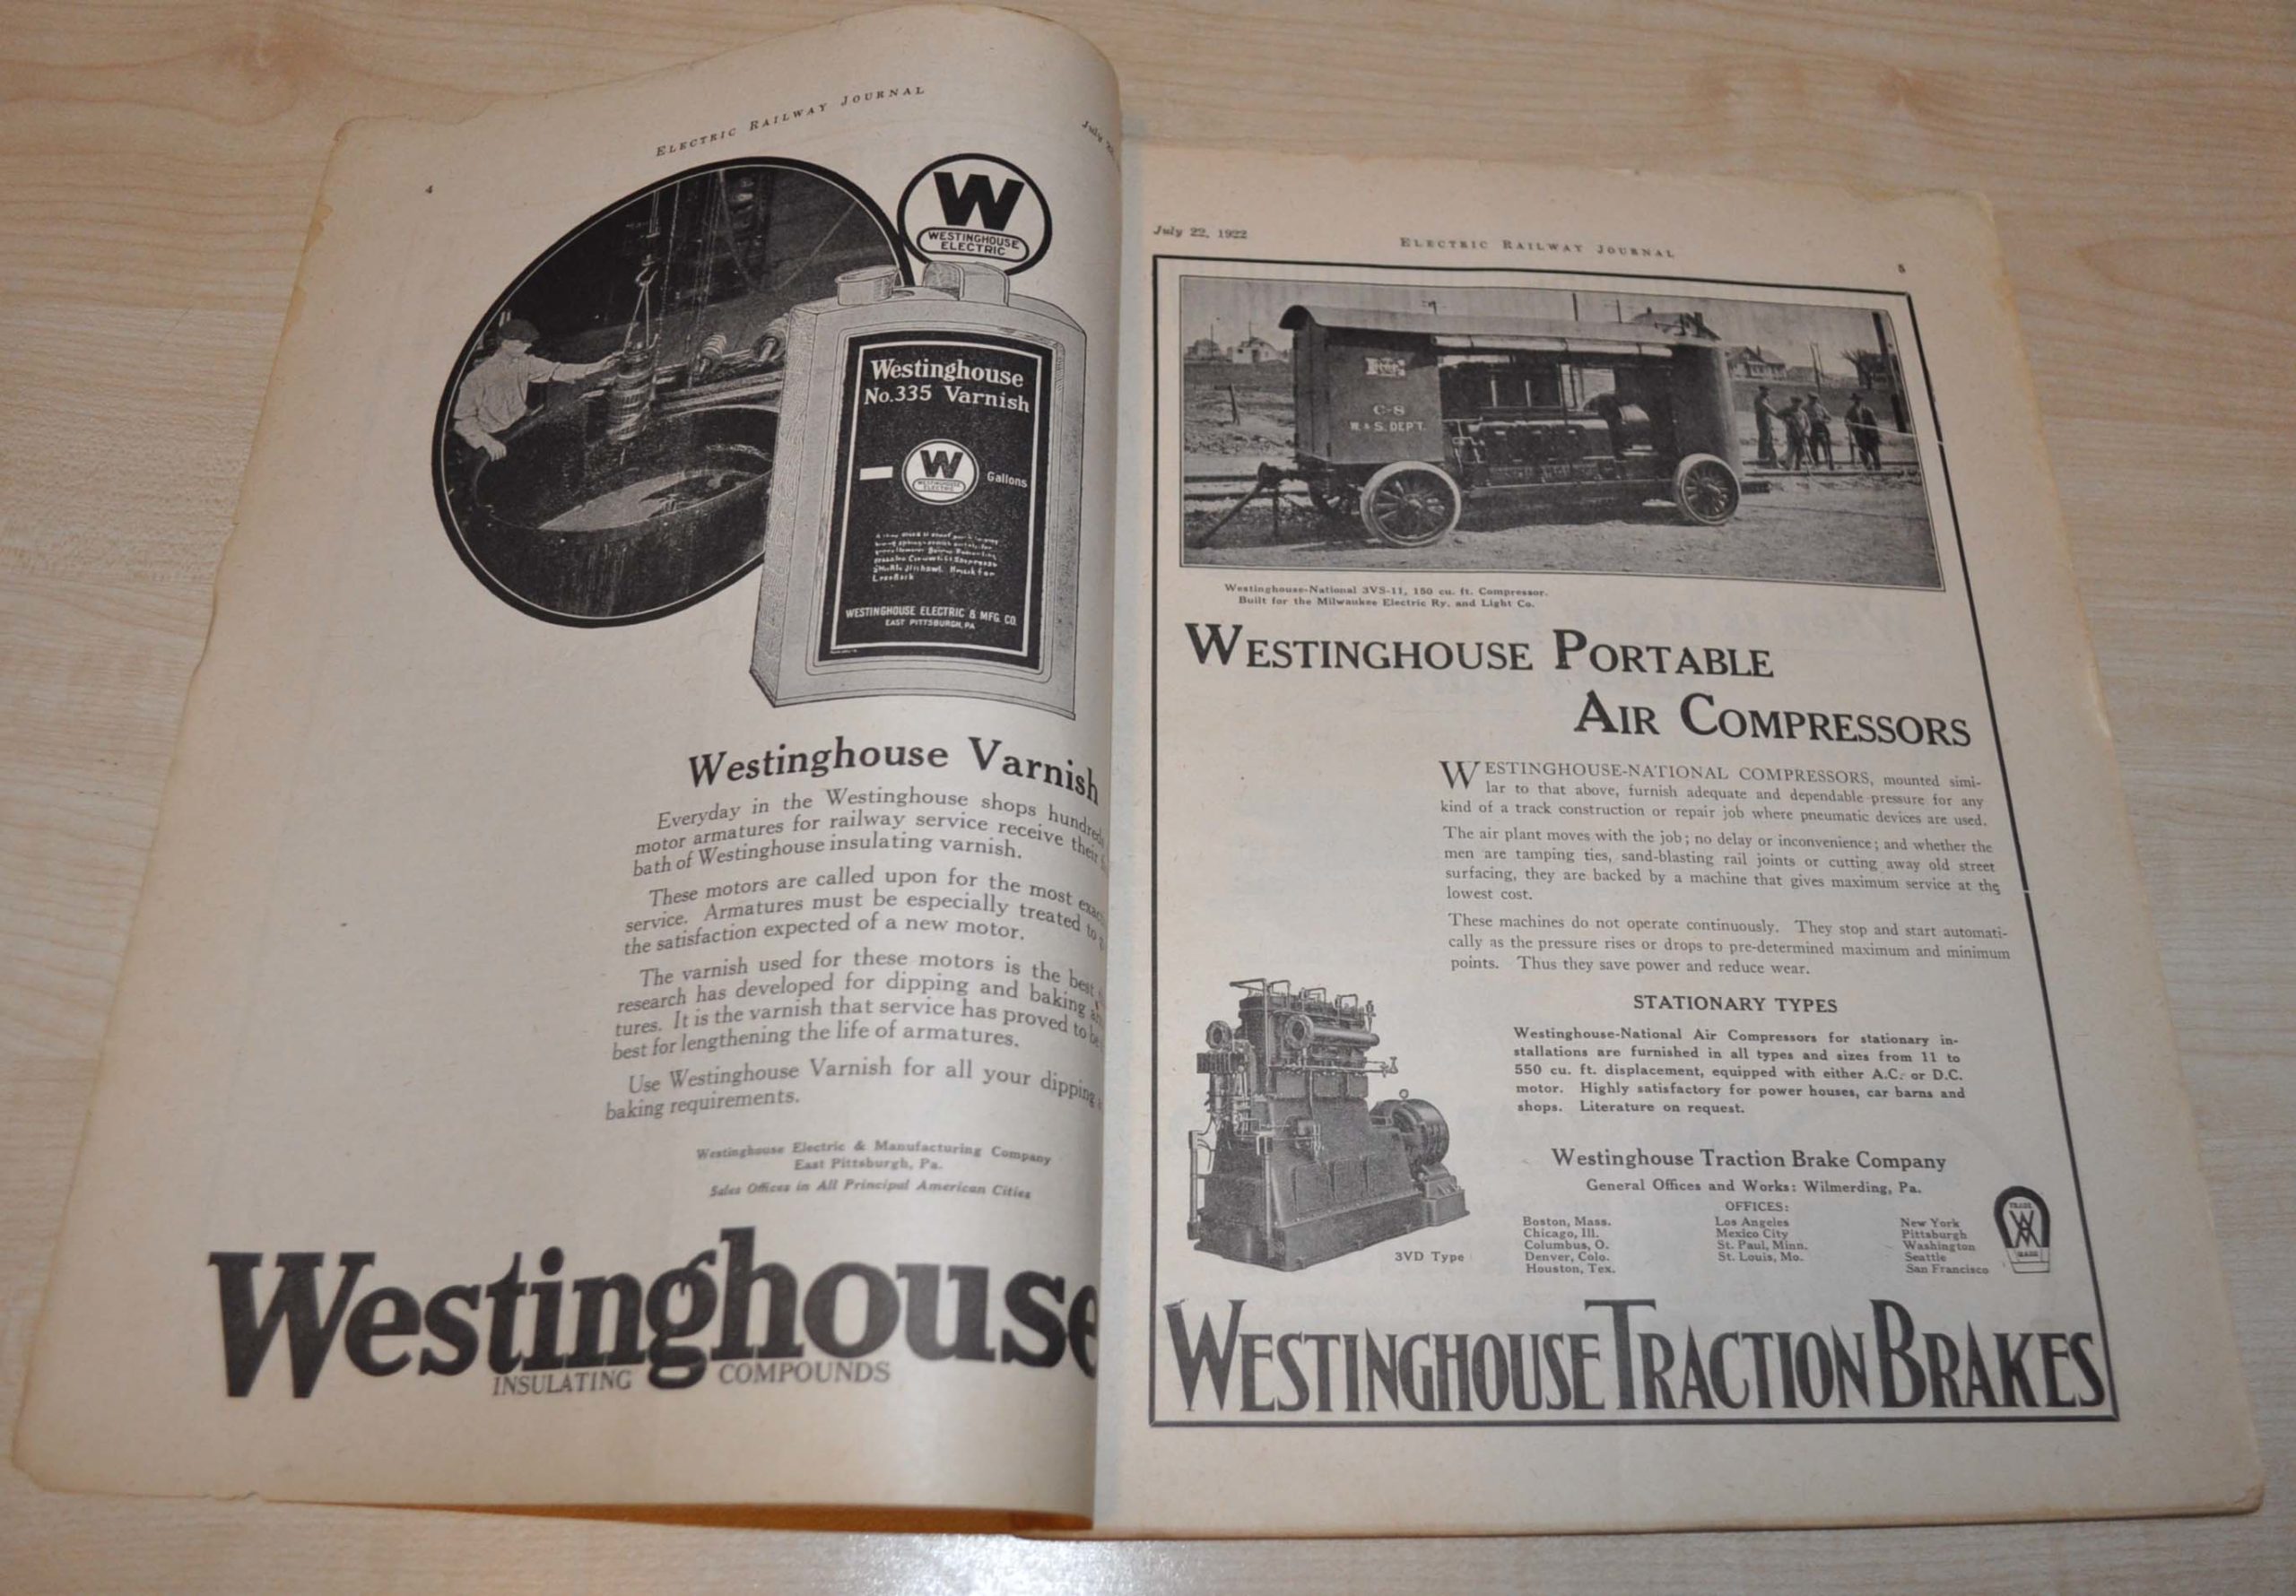 ELECTRIC RAILWAY JOURNAL
July
4
W
WESTINGHOUSE
ELECTRIC
Westinghouse
No.335 Varnish
W
WESTINGHOUSE
ELECTRIC
Gallons
WESTINGHOUSE ELECTRIC & MFG. CO.
EAST PITTSBURGH, PA
Westinghouse Varnish
Everyday in the Westinghouse shops hundreds
motor armatures for railway service receive their
bath of Westinghouse insulating varnish.
These motors are called upon for the most
service. Armatures must be especially treated to
the satisfaction expected of a new motor.
The varnish used for these motors is the best
research has developed for dipping and baking
tures. It is the varnish that service has proved to
best for lengthening the life of armatures.
Use Westinghouse Varnish for all your dipping
baking requirements.
Westinghouse Electric & Manufacturing Company
East Pittsburgh, Pa.
Sales Offices in All Principal American Cities
Westinghouse
INSULATING COMPOUNDS
July 22, 1922
ELECTRIC RAILWAY JOURNAL
5
C-8
W. & S. DEPT.
Westinghouse-National 3VS-11, 150 cu. ft. Compressor.
Built for the Milwaukee Electric Ry. and Light Co.
WESTINGHOUSE PORTABLE
AIR COMPRESSORS
WESTINGHOUSE-NATIONAL COMPRESSORS, mounted simi-
lar to that above, furnish adequate and dependable pressure for any
kind of a track construction or repair job where pneumatic devices are used.
The air plant moves with the job; no delay or inconvenience; and whether the
men are tamping ties, sand-blasting rail joints or cutting away old street
surfacing, they are backed by a machine that gives maximum service at the
lowest cost.
These machines do not operate continuously. They stop and start automati-
cally as the pressure rises or drops to pre-determined maximum and minimum
points. Thus they save power and reduce wear.
STATIONARY TYPES
Westinghouse-National Air Compressors for stationary in-
stallations are furnished in all types and sizes from 11 to
550 cu. ft. displacement, equipped with either A.C. or D.C.
motor. Highly satisfactory for power houses, car barns and
shops. Literature on request.
3VD Type
Westinghouse Traction Brake Company
General Offices and Works: Wilmerding, Pa.
OFFICES:
Boston, Mass. Los Angeles New York
Chicago, Ill. Mexico City Pittsburgh
Columbus, O. St. Paul, Minn. Washington
Denver, Colo. St. Louis, Mo. Seattle
Houston, Tex. San Francisco
TRADE
MARK
WESTINGHOUSE TRACTION BRAKES